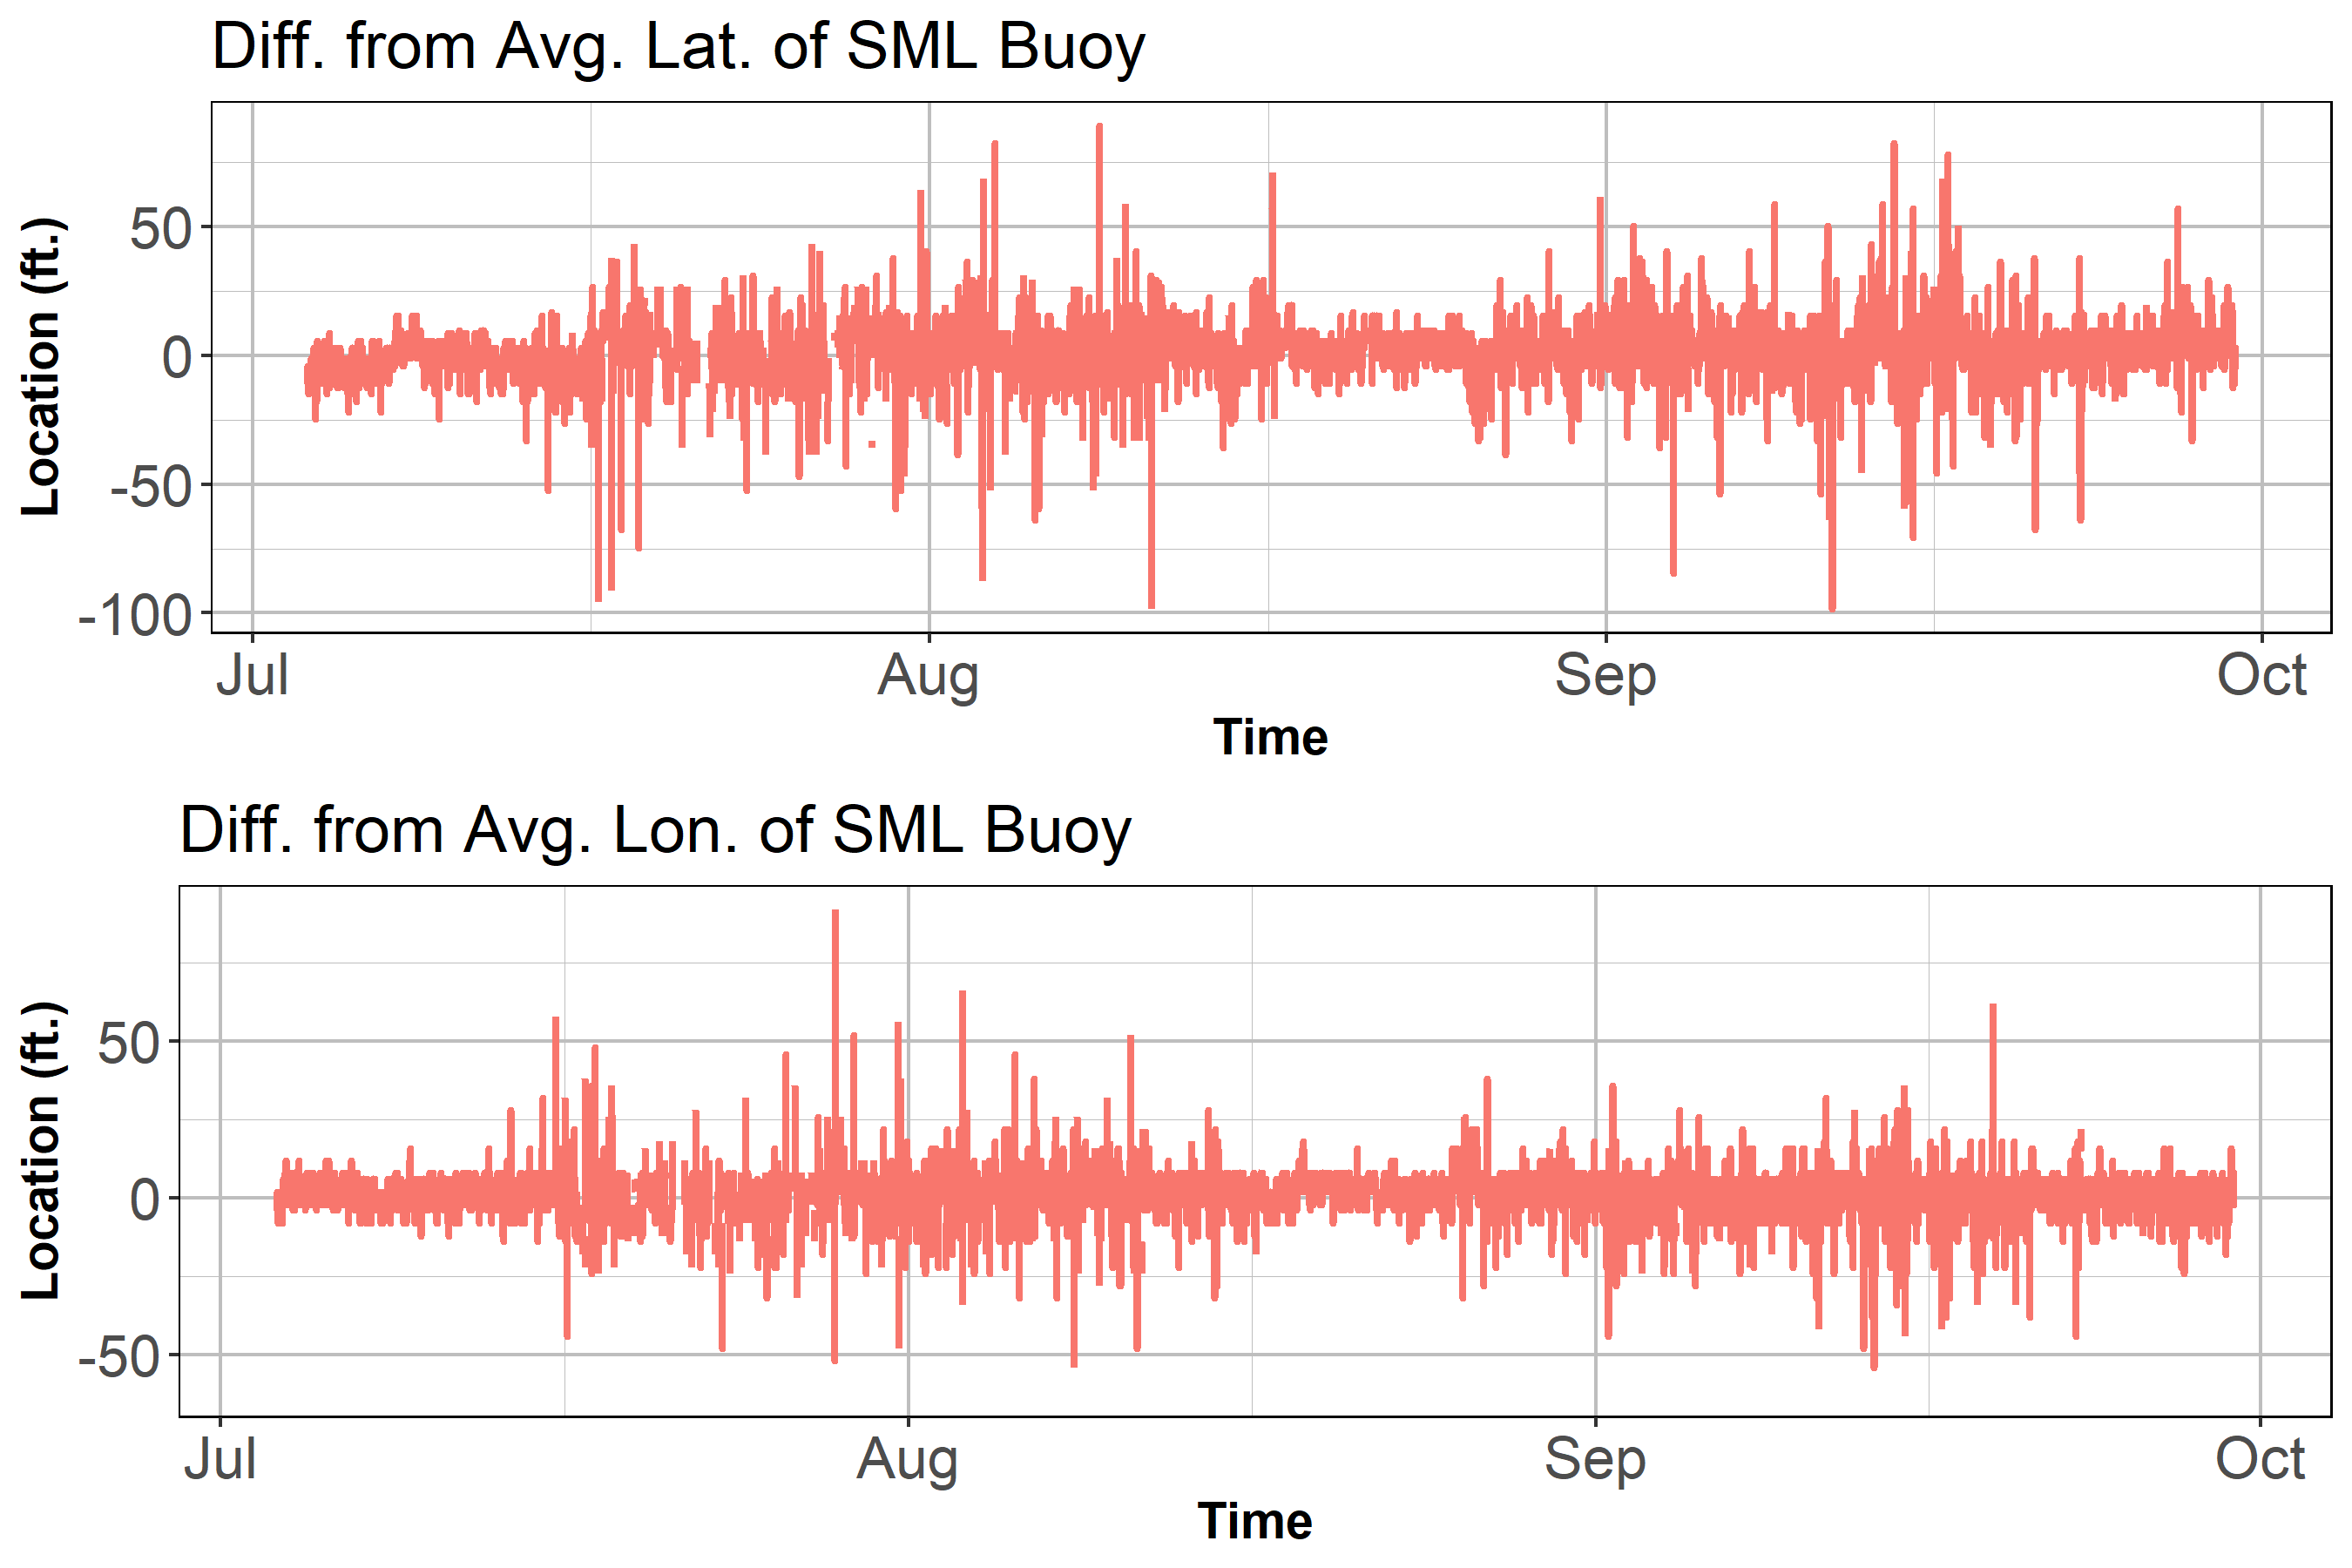 Diff. from Avg. Lat. of SML Buoy
Location (ft.)
50
0
-50
-100
Jul Aug Sep Oct
Time
Diff. from Avg. Lon. of SML Buoy
Location (ft.)
50
0
-50
Jul Aug Sep Oct
Time